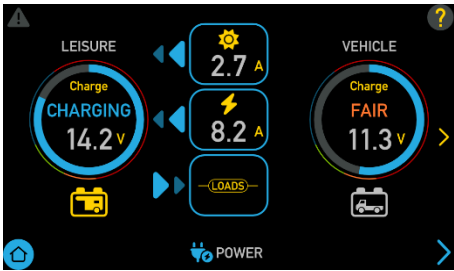 ?
LEISURE
VEHICLE
2.7 A
Charge
CHARGING
14.2 V
8.2 A
Charge
FAIR
11.3 V
LOADS
POWER